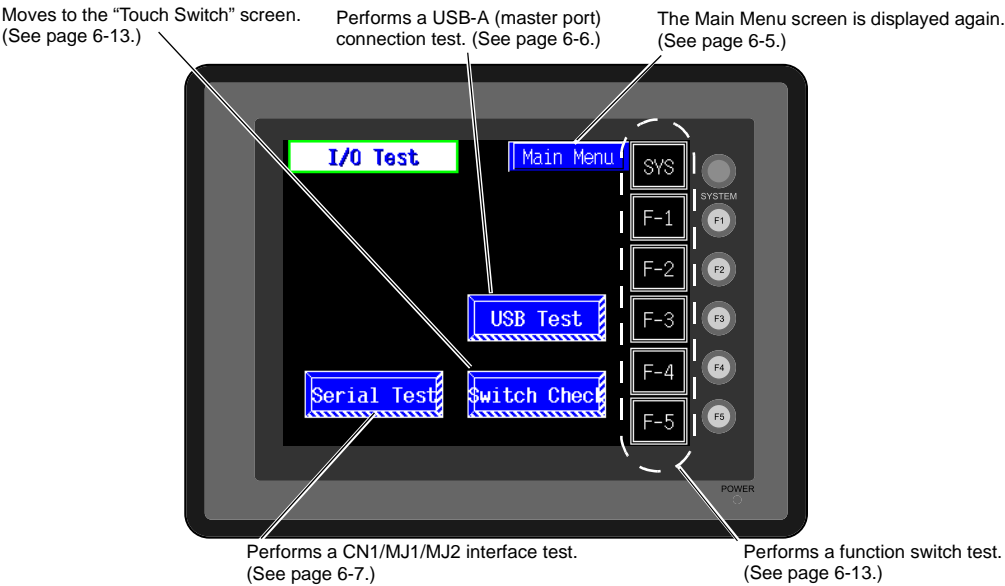 Moves to the “Touch Switch” screen.
(See page 6-13.)
Performs a USB-A (master port)
connection test. (See page 6-6.)
The Main Menu screen is displayed again.
(See page 6-5.)
I/O Test
Main Menu
SYS
SYSTEM
F-1
F1
F-2
F2
USB Test
F-3
F3
F-4
F4
Serial Test
Switch Check
F-5
F5
POWER
Performs a CN1/MJ1/MJ2 interface test.
(See page 6-7.)
Performs a function switch test.
(See page 6-13.)